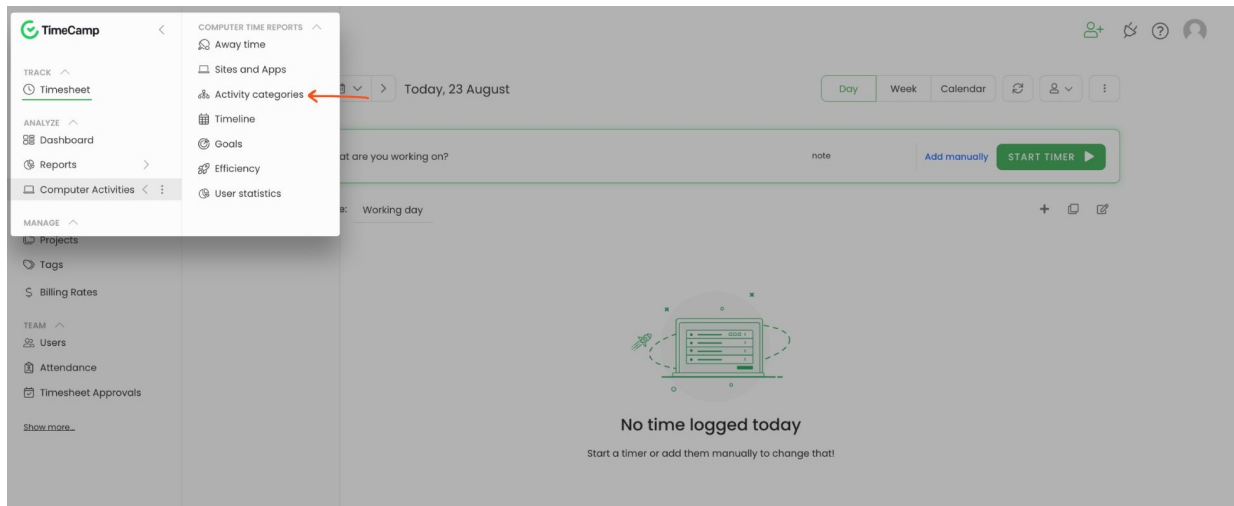 TimeCamp
TRACK
Timesheet
ANALYZE
Dashboard
Reports
Computer Activities
MANAGE
Projects
Tags
Billing Rates
TEAM
Users
Attendance
Timesheet Approvals
Show more...
COMPUTER TIME REPORTS
Away time
Sites and Apps
Activity categories
Timeline
Goals
Efficiency
User statistics
Today, 23 August
Day Week Calendar
at are you working on? note Add manually START TIMER
e: Working day
No time logged today
Start a timer or add them manually to change that!